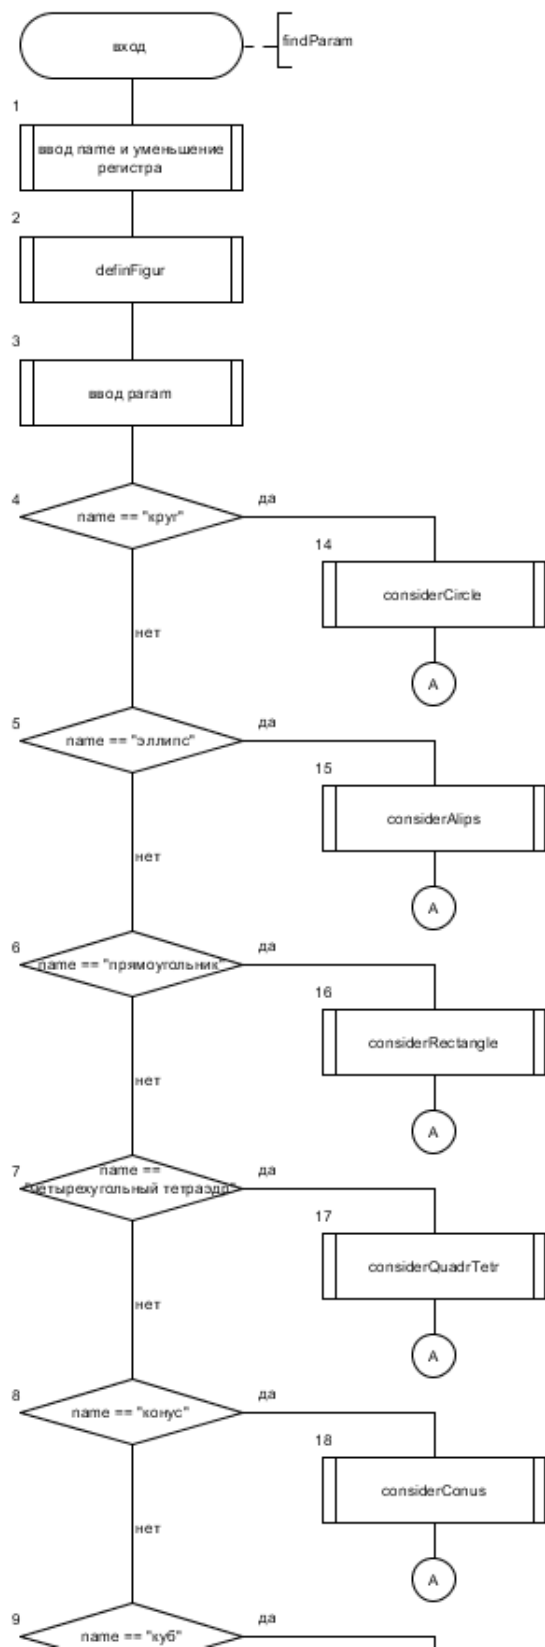 вход
findParam
1
ввод name и уменьшение
регистра
2
definFigur
3
ввод param
4
name == "круг"
да
14
considerCircle
A
нет
5
name == "эллипс"
да
15
considerAlips
A
нет
6
name == "прямоугольник"
да
16
considerRectangle
A
нет
7
name ==
"четырехугольный тетраэдр"
да
17
considerQuadrTetr
A
нет
8
name == "конус"
да
18
considerConus
A
нет
9
name == "куб"
да